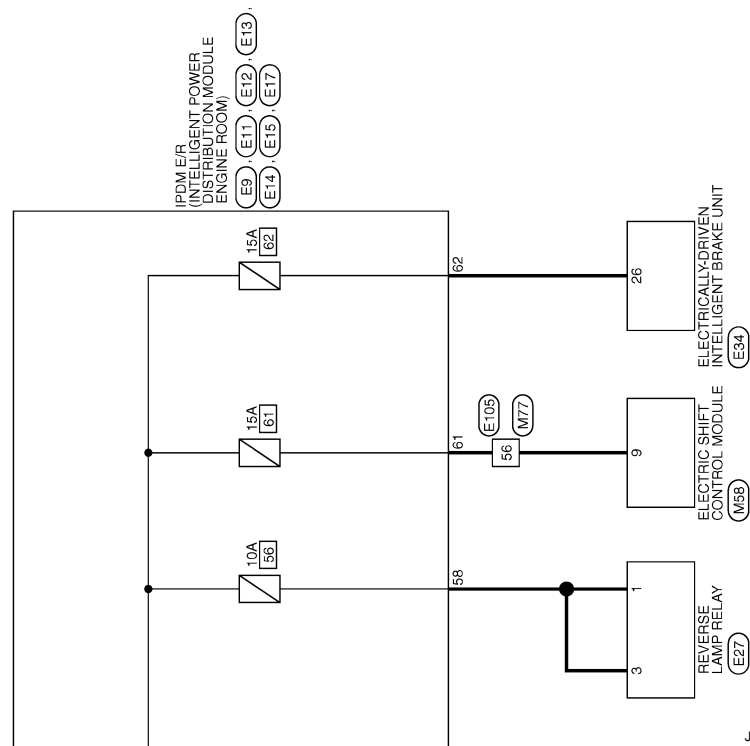 IPDM E/R
(INTELLIGENT POWER
DISTRIBUTION MODULE
ENGINE ROOM)
E9 , E11 , E12 , E13 ,
E14 , E15 , E17
15A
62
62
26
ELECTRICALLY-DRIVEN
INTELLIGENT BRAKE UNIT
E34
15A
61
61
E105
56
M77
9
ELECTRIC SHIFT
CONTROL MODULE
M58
10A
56
58
1
3
REVERSE
LAMP RELAY
E27
J